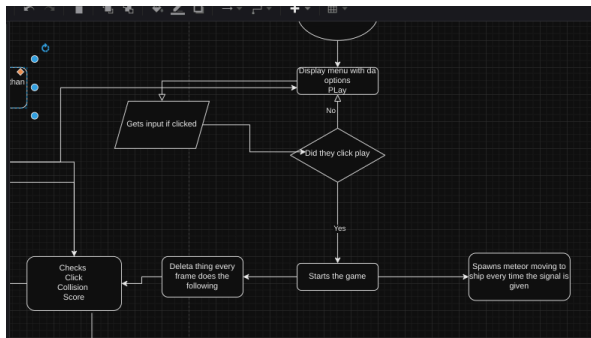 Display menu with da
options
PLay
than
Gets input if clicked
No
Did they click play
Yes
Checks
Click
Collision
Score
Deleta thing every
frame does the
following
Starts the game
Spawns meteor moving to
ship every time the signal is
given